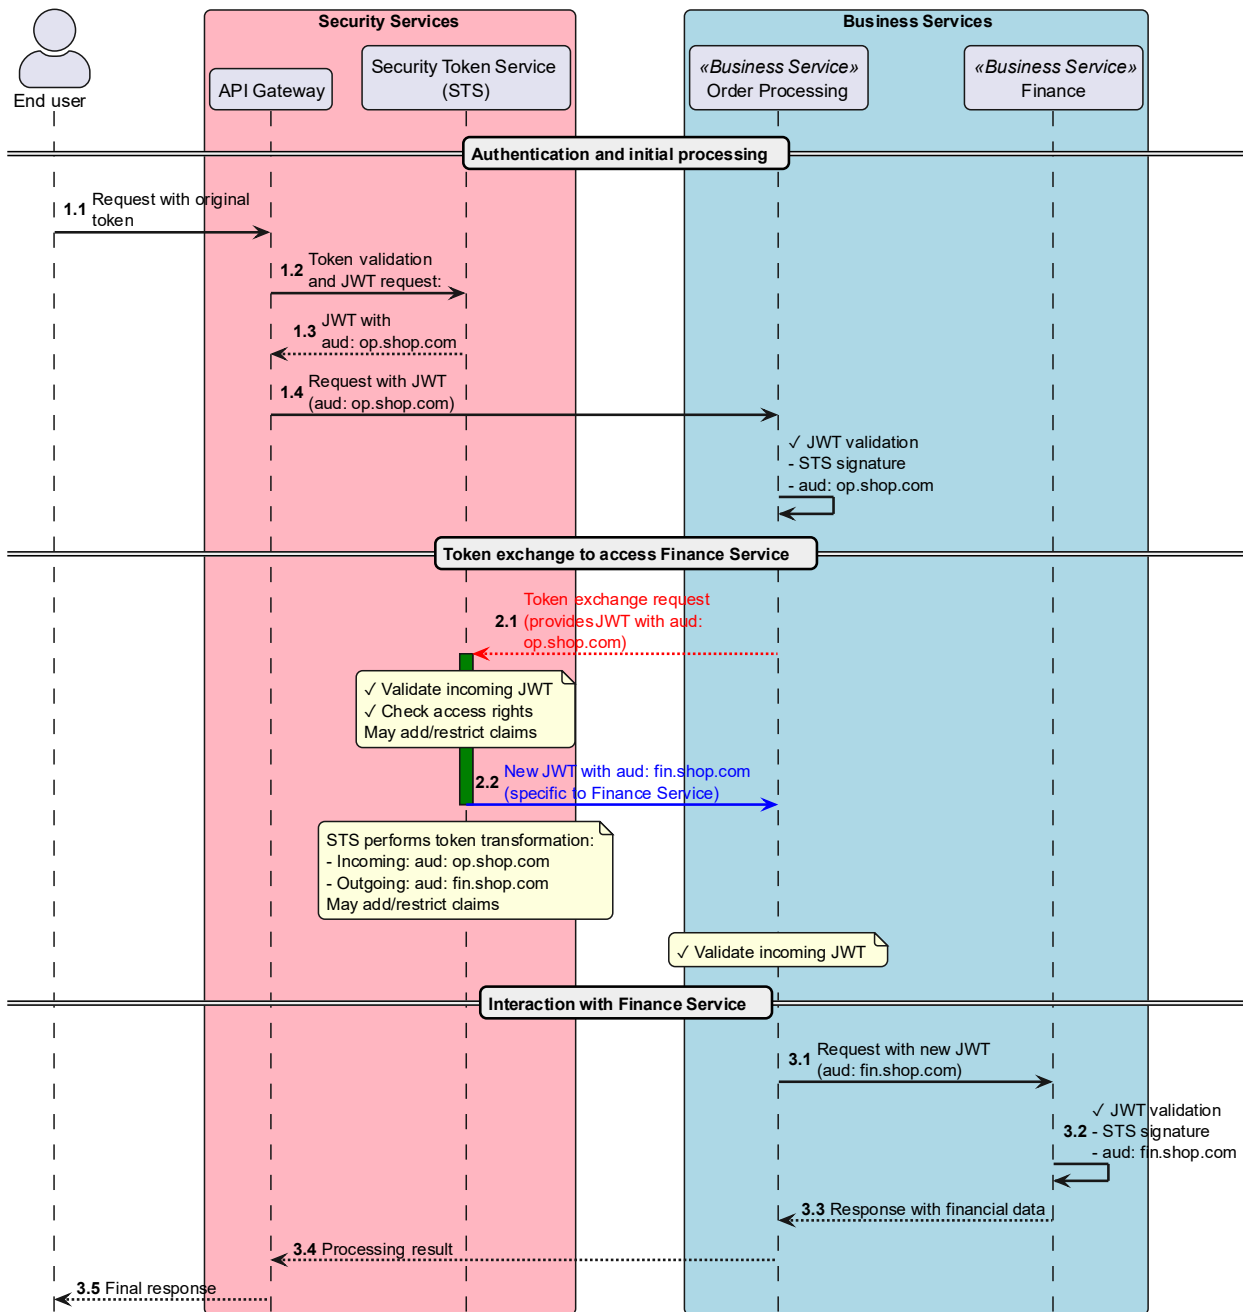 Security Services
Business Services
End user
API Gateway
Security Token Service
(STS)
«Business Service»
Order Processing
«Business Service»
Finance
Authentication and initial processing
1.1 Request with original
token
1.2 Token validation
and JWT request:
1.3 JWT with
aud: op.shop.com
1.4 Request with JWT
(aud: op.shop.com)
✓ JWT validation
- STS signature
- aud: op.shop.com
Token exchange to access Finance Service
Token exchange request
2.1 (provides JWT with aud:
op.shop.com)
✓ Validate incoming JWT
✓ Check access rights
May add/restrict claims
2.2 New JWT with aud: fin.shop.com
(specific to Finance Service)
STS performs token transformation:
- Incoming: aud: op.shop.com
- Outgoing: aud: fin.shop.com
May add/restrict claims
✓ Validate incoming JWT
Interaction with Finance Service
3.1 Request with new JWT
(aud: fin.shop.com)
✓ JWT validation
3.2 - STS signature
- aud: fin.shop.com
3.3 Response with financial data
3.4 Processing result
3.5 Final response